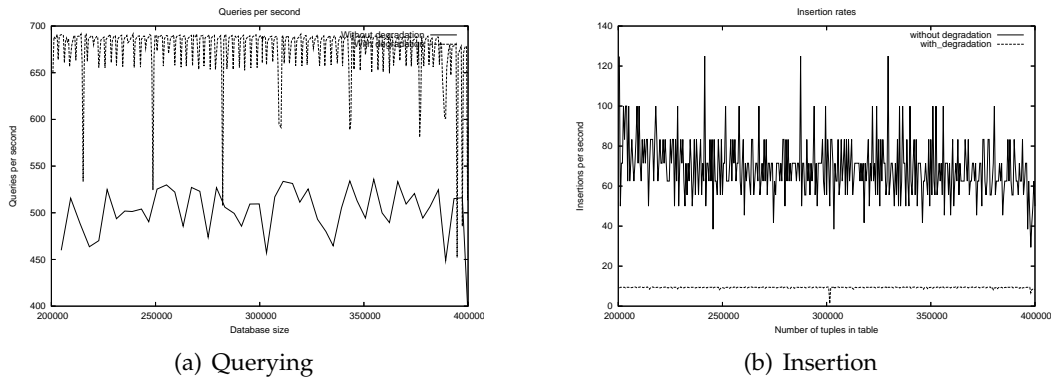 Queries per second
700
650
600
550
500
450
400
Queries per second
Without degradation
With degradation
200000 250000 300000 350000 400000
Database size
(a) Querying
Insertion rates
140
120
100
80
60
40
20
0
Insertions per second
without degradation
with_degradation
200000 250000 300000 350000 400000
Number of tuples in table
(b) Insertion